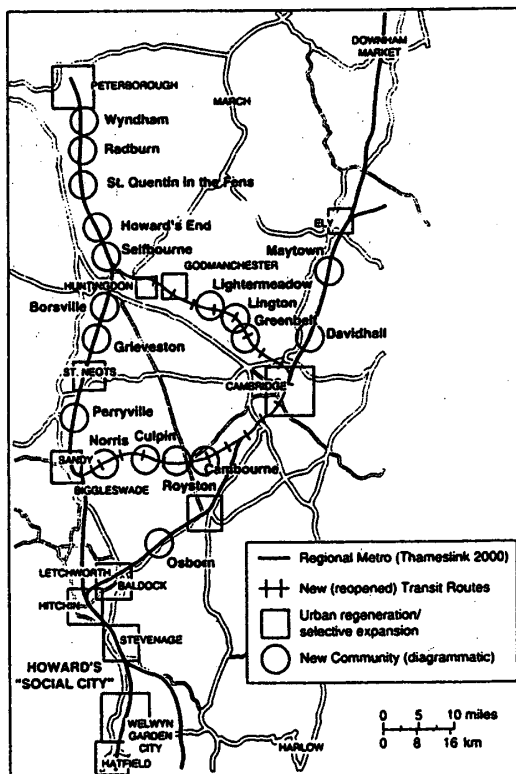 DOWNHAM
MARKET
PETERBOROUGH
MARCH
Wyndham
Radburn
St. Quentin in the Fens
ELY
Howard's End
Maytown
Selfbourne
GODMANCHESTER
HUNTINGDON
Lightermeadow
Borsville
Lington
Greenbelt
Davidhall
Grieveston
ST. NEOTS
CAMBRIDGE
Perryville
Norris
Culpin
SANDY
Cambourne
BIGGLESWADE
Royston
Osborn
LETCHWORTH
BALDOCK
HITCHIN
STEVENAGE
HOWARD'S
"SOCIAL CITY"
WELWYN
GARDEN
CITY
HATFIELD
HARLOW
Regional Metro (Thameslink 2000)
New (reopened) Transit Routes
Urban regeneration/
selective expansion
New Community (diagrammatic)
0 5 10 miles
0 8 16 km